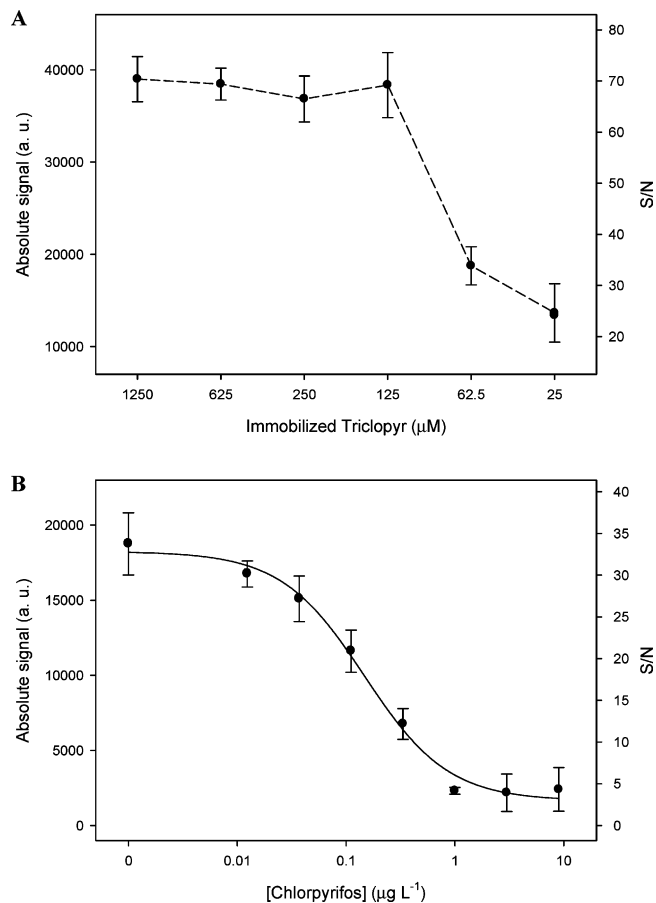 A
40000
30000
20000
10000
Absolute signal (a. u.)
80
70
60
50
40
30
20
S/N
1250 625 250 125 62.5 25
Immobilized Triclopyr (μM)
B
20000
15000
10000
5000
0
Absolute signal (a. u.)
40
35
30
25
20
15
10
5
0
S/N
0 0.01 0.1 1 10
[Chlorpyrifos] (μg L⁻¹)